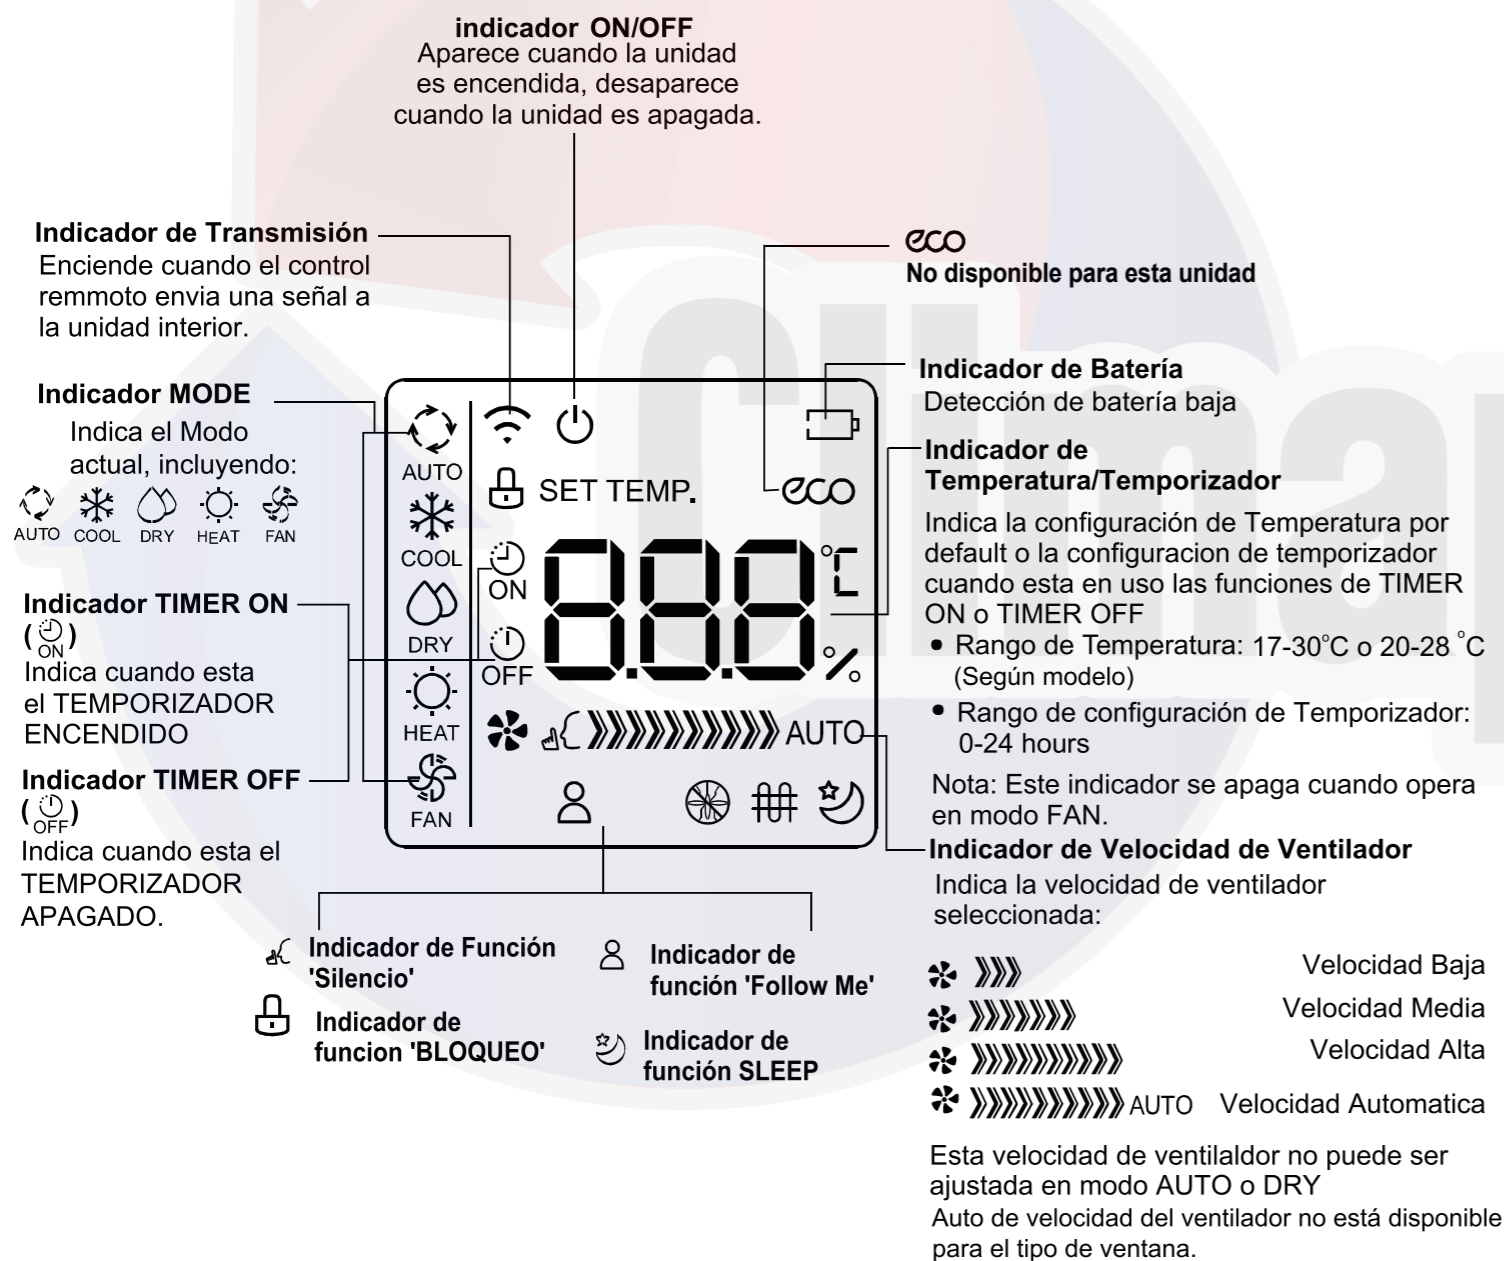 indicador ON/OFF
Aparece cuando la unidad
es encendida, desaparece
cuando la unidad es apagada.
Indicador de Transmisión
Enciende cuando el control
remmoto envia una señal a
la unidad interior.
eco
No disponible para esta unidad
Indicador MODE
Indica el Modo
actual, incluyendo:
AUTO COOL DRY HEAT FAN
Indicador TIMER ON
(ON)
Indica cuando esta
el TEMPORIZADOR
ENCENDIDO
Indicador TIMER OFF
(OFF)
Indica cuando esta el
TEMPORIZADOR
APAGADO.
AUTO
COOL
DRY
HEAT
FAN
SET TEMP.
eco
ON
OFF
8.8.8.
°C
%
AUTO
Indicador de Batería
Detección de batería baja
Indicador de
Temperatura/Temporizador
Indica la configuración de Temperatura por
default o la configuracion de temporizador
cuando esta en uso las funciones de TIMER
ON o TIMER OFF
• Rango de Temperatura: 17-30°C o 20-28 °C
(Según modelo)
• Rango de configuración de Temporizador:
0-24 hours
Nota: Este indicador se apaga cuando opera
en modo FAN.
Indicador de Velocidad de Ventilador
Indica la velocidad de ventilador
seleccionada:
Velocidad Baja
Velocidad Media
Velocidad Alta
AUTO Velocidad Automatica
Esta velocidad de ventilaldor no puede ser
ajustada en modo AUTO o DRY
Auto de velocidad del ventilador no está disponible
para el tipo de ventana.
Indicador de Función
'Silencio'
Indicador de
funcion 'BLOQUEO'
Indicador de
función 'Follow Me'
Indicador de
función SLEEP
Climap